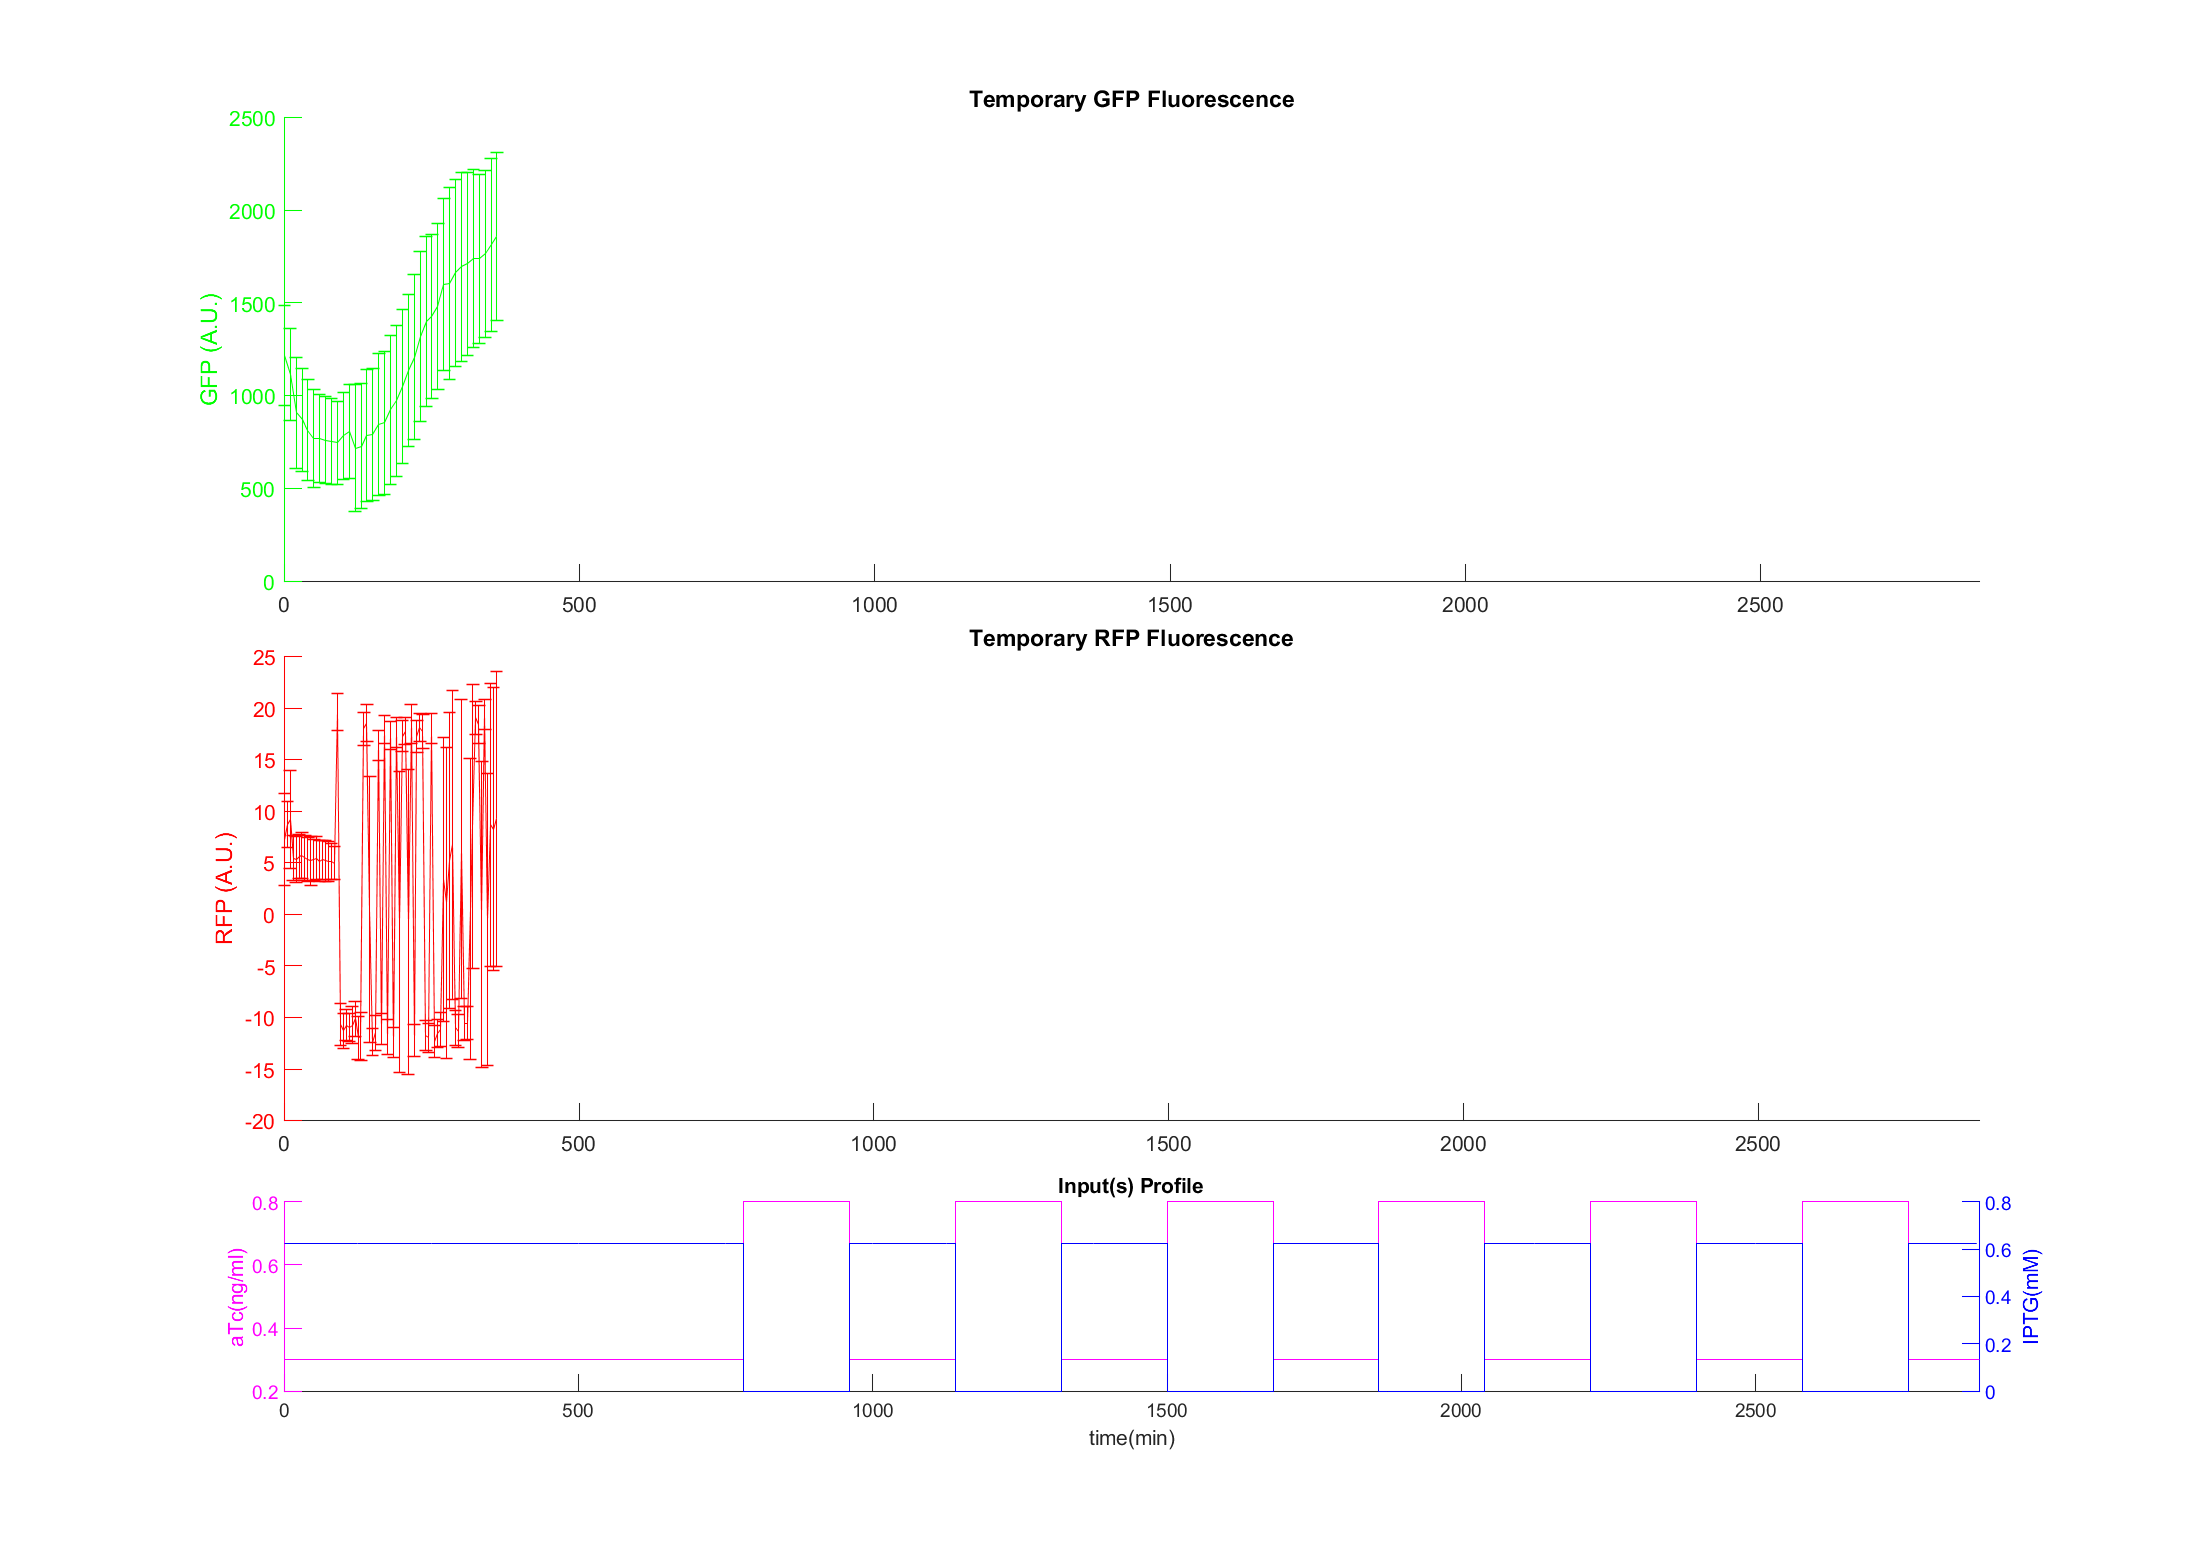 Temporary GFP Fluorescence
2500
2000
1500
1000
500
0
GFP (A.U.)
0 500 1000 1500 2000 2500
Temporary RFP Fluorescence
25
20
15
10
5
0
-5
-10
-15
-20
RFP (A.U.)
0 500 1000 1500 2000 2500
Input(s) Profile
0.8
0.6
0.4
0.2
aTc(ng/ml)
0.8
0.6
0.4
0.2
0
IPTG(mM)
0 500 1000 1500 2000 2500
time(min)